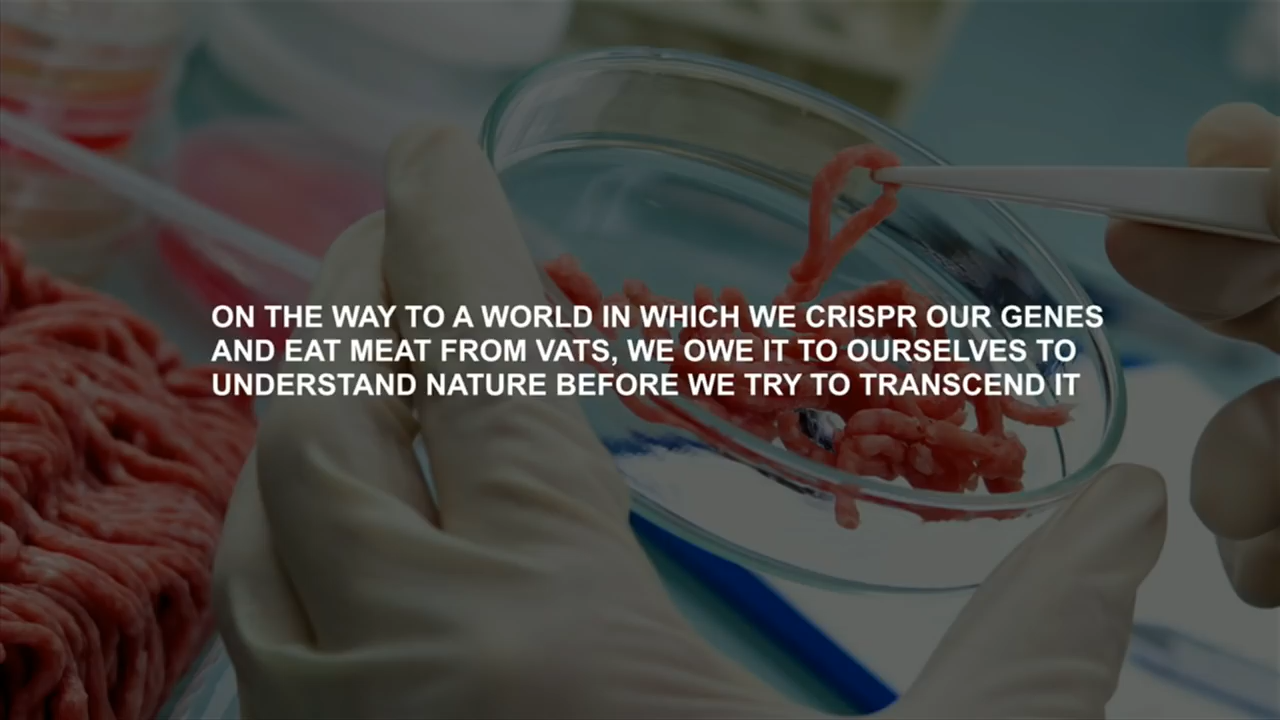 ON THE WAY TO A WORLD IN WHICH WE CRISPR OUR GENES
AND EAT MEAT FROM VATS, WE OWE IT TO OURSELVES TO
UNDERSTAND NATURE BEFORE WE TRY TO TRANSCEND IT